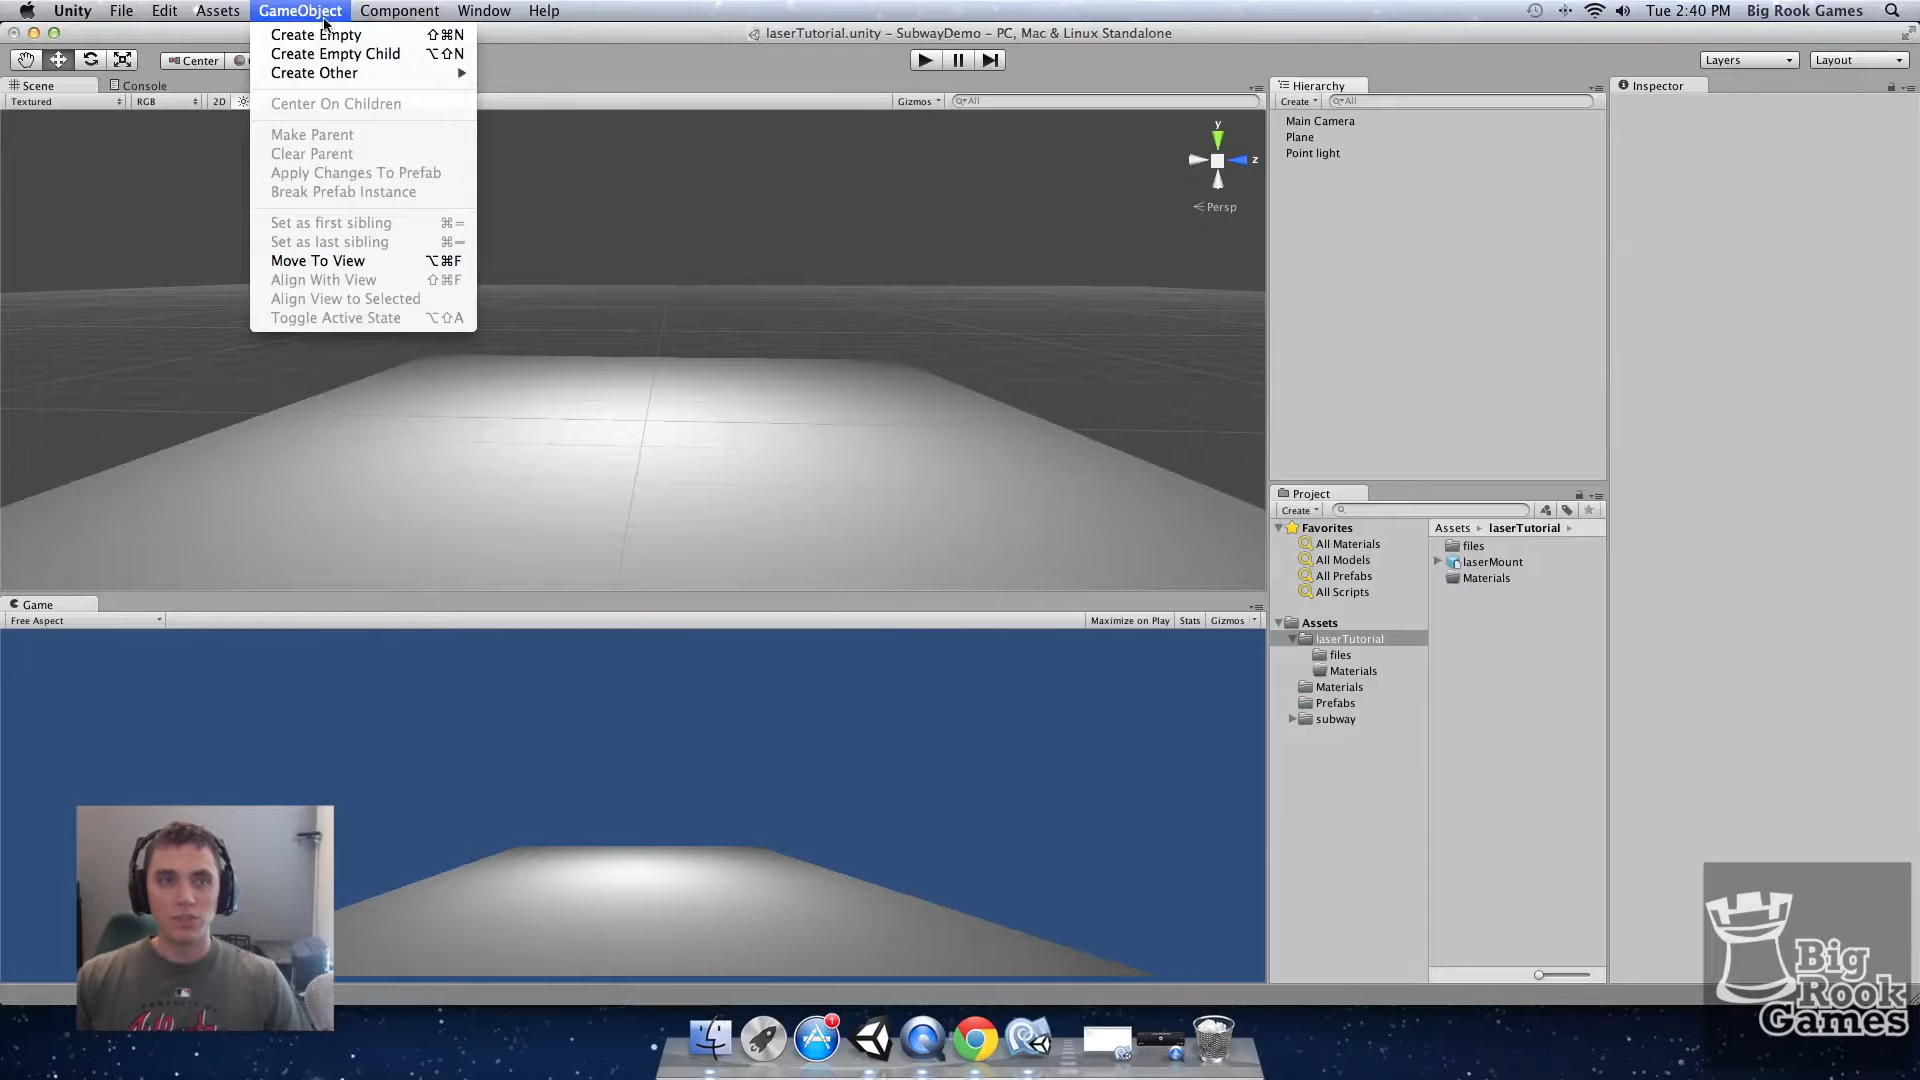 Unity File Edit Assets GameObject Component Window Help Tue 2:40 PM Big Rook Games
laserTutorial.unity - SubwayDemo - PC, Mac & Linux Standalone
Center Layers Layout
Create Empty ⇧⌘N
Create Empty Child ⌥⇧N
Create Other
Center On Children
Make Parent
Clear Parent
Apply Changes To Prefab
Break Prefab Instance
Set as first sibling ⌘=
Set as last sibling ⌘-
Move To View ⌥⌘F
Align With View ⇧⌘F
Align View to Selected
Toggle Active State ⌥⇧A
Scene Console
Textured RGB 2D Gizmos All
y
z
Persp
Hierarchy
Create All
Main Camera
Plane
Point light
Inspector
Project
Create
Favorites
All Materials
All Models
All Prefabs
All Scripts
Assets
laserTutorial
files
Materials
Materials
Prefabs
subway
Assets laserTutorial
files
laserMount
Materials
Game
Free Aspect Maximize on Play Stats Gizmos
1
Big
Rook
Games